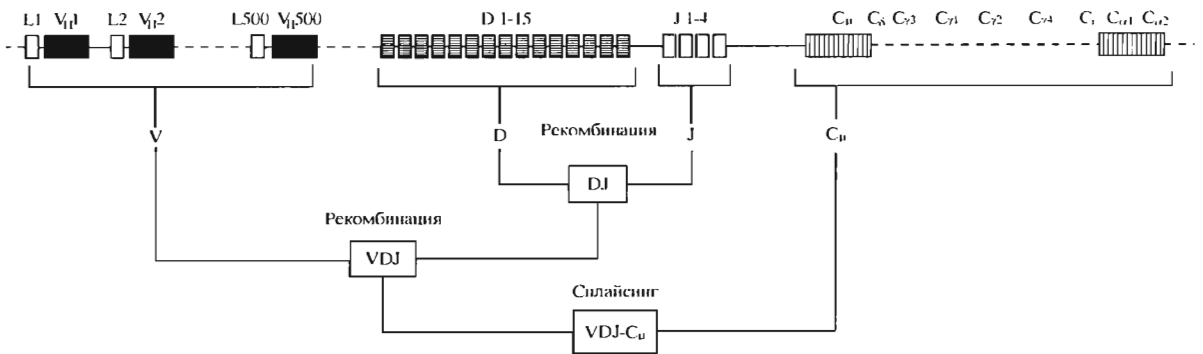 L1 VH1 L2 VH2 L500 VH500 D 1-15 J 1-4 Cμ Cδ Cγ3 Cγ1 Cγ2 Cγ4 Cα1 Cα2
V D Рекомбинация J Cμ
DJ
Рекомбинация
VDJ
Сплайсинг
VDJ-Cμ